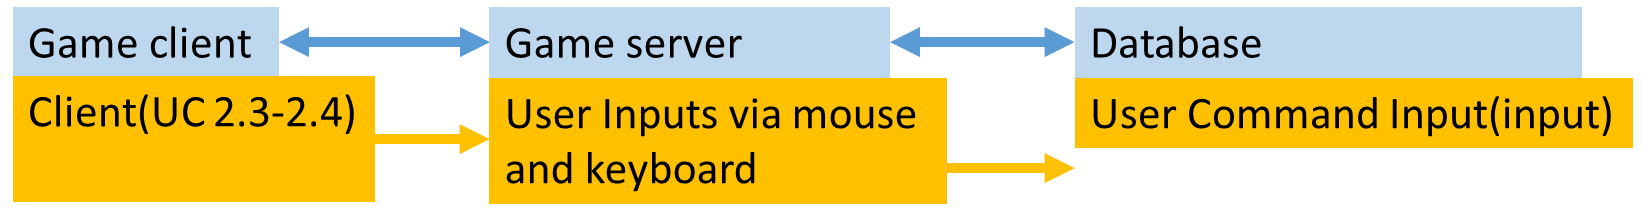 Game client
Game server
Database
Client(UC 2.3-2.4)
User Inputs via mouse
and keyboard
User Command Input(input)